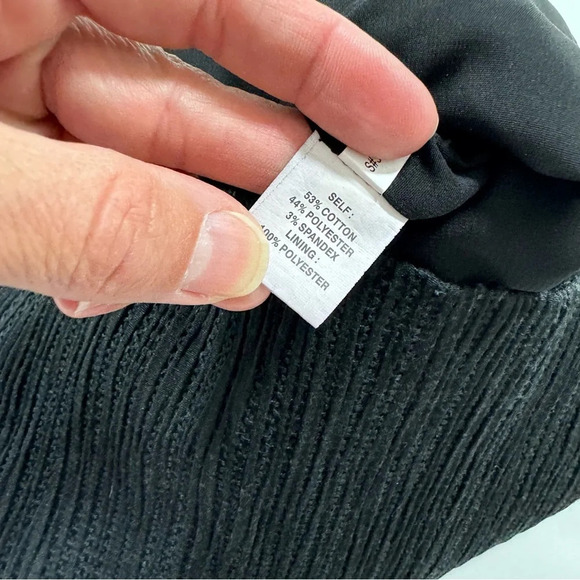 SELF :
53% COTTON
44% POLYESTER
3% SPANDEX
LINING :
100% POLYESTER